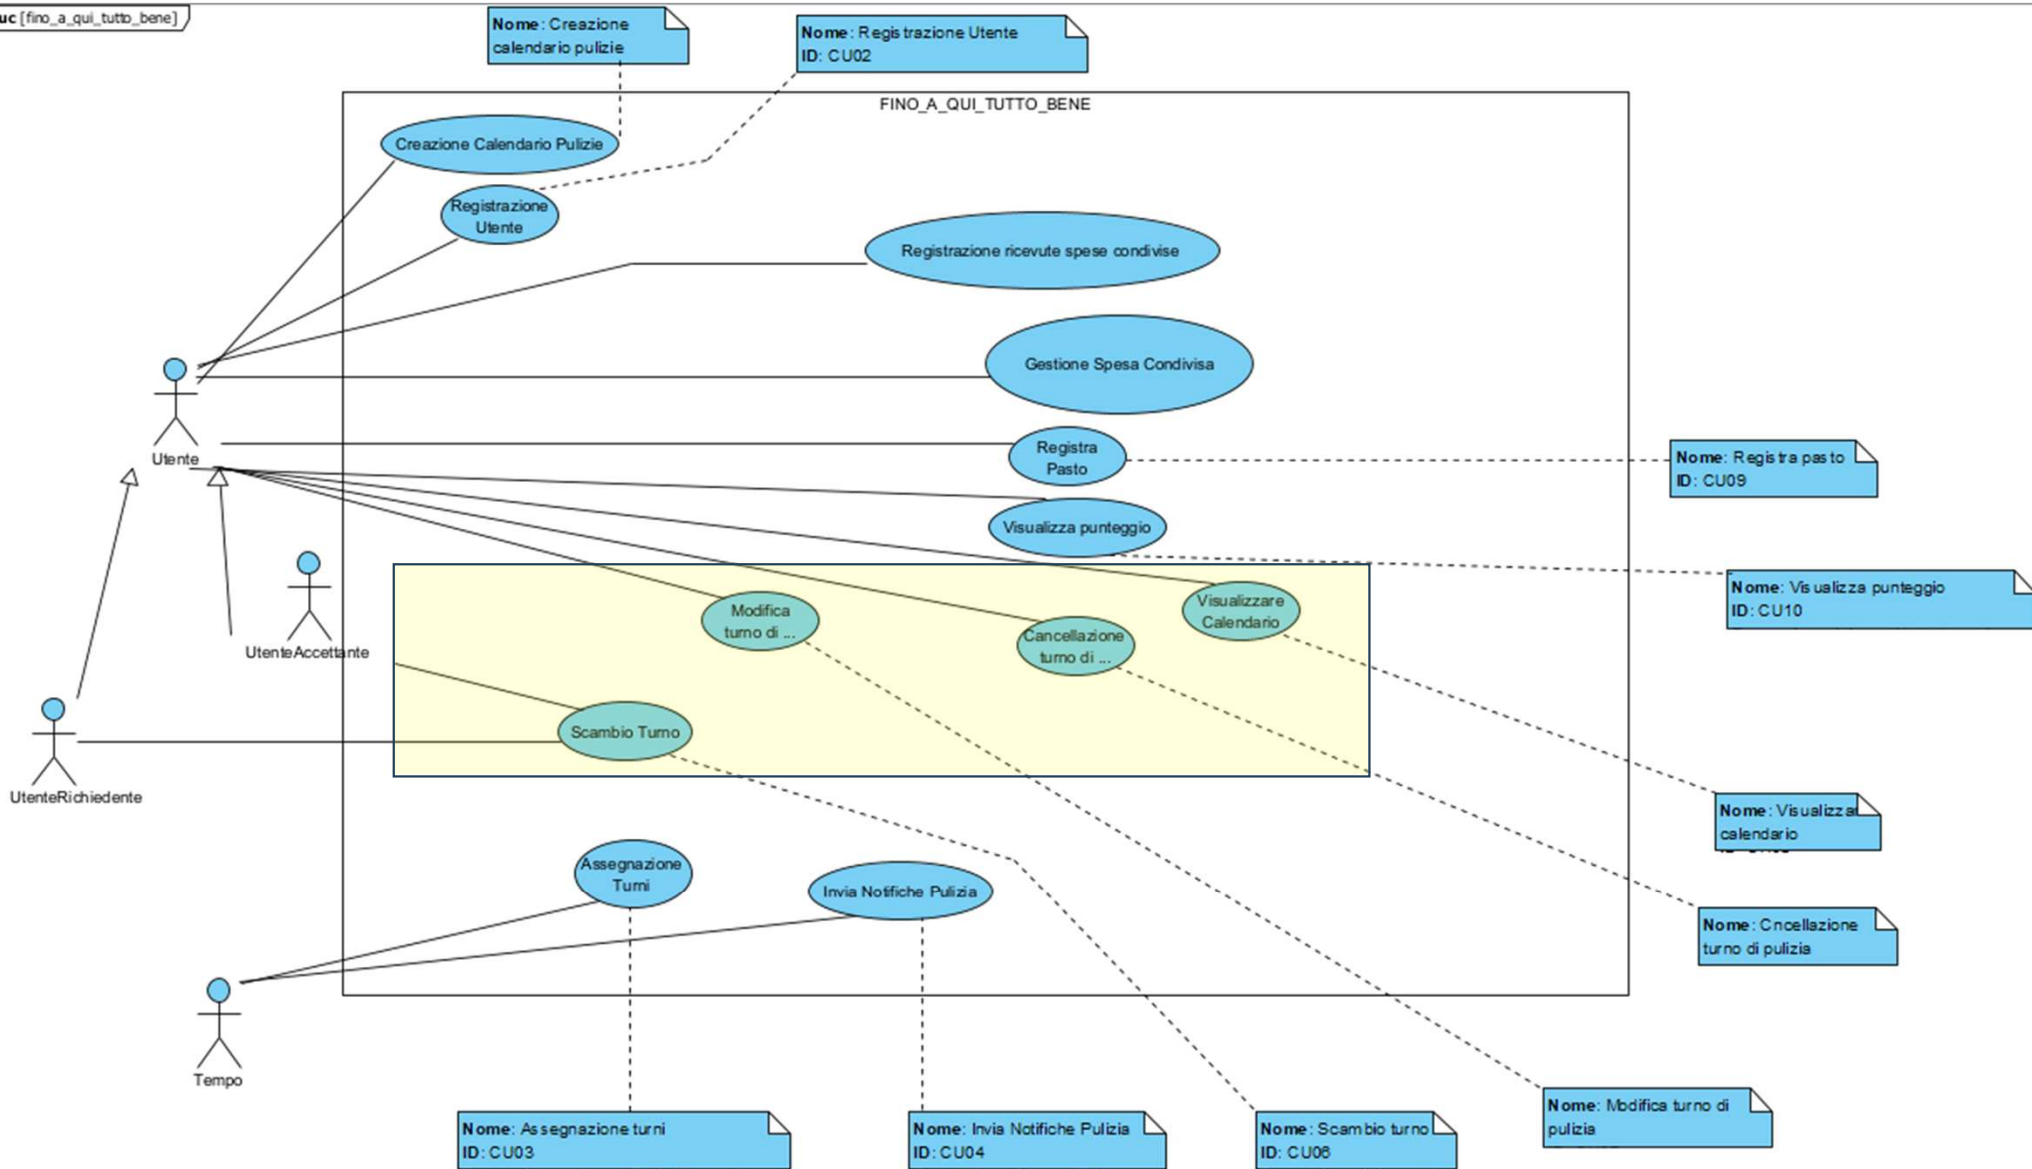 uc [fino_a_qui_tutto_bene]
Nome: Creazione
calendario pulizie
Nome: Registrazione Utente
ID: CU02
FINO_A_QUI_TUTTO_BENE
Creazione Calendario Pulizie
Registrazione
Utente
Registrazione ricevute spese condivise
Gestione Spesa Condivisa
Registra
Pasto
Nome: Registra pasto
ID: CU09
Utente
Visualizza punteggio
Nome: Visualizza punteggio
ID: CU10
Modifica
turno di ...
Cancellazione
turno di ...
Visualizzare
Calendario
UtenteAccettante
Scambio Turno
UtenteRichiedente
Nome: Visualizzar
calendario
Assegnazione
Turni
Invia Notifiche Pulizia
Nome: Cncellazione
turno di pulizia
Tempo
Nome: Modifica turno di
pulizia
Nome: Assegnazione turni
ID: CU03
Nome: Invia Notifiche Pulizia
ID: CU04
Nome: Scambio turno
ID: CU06